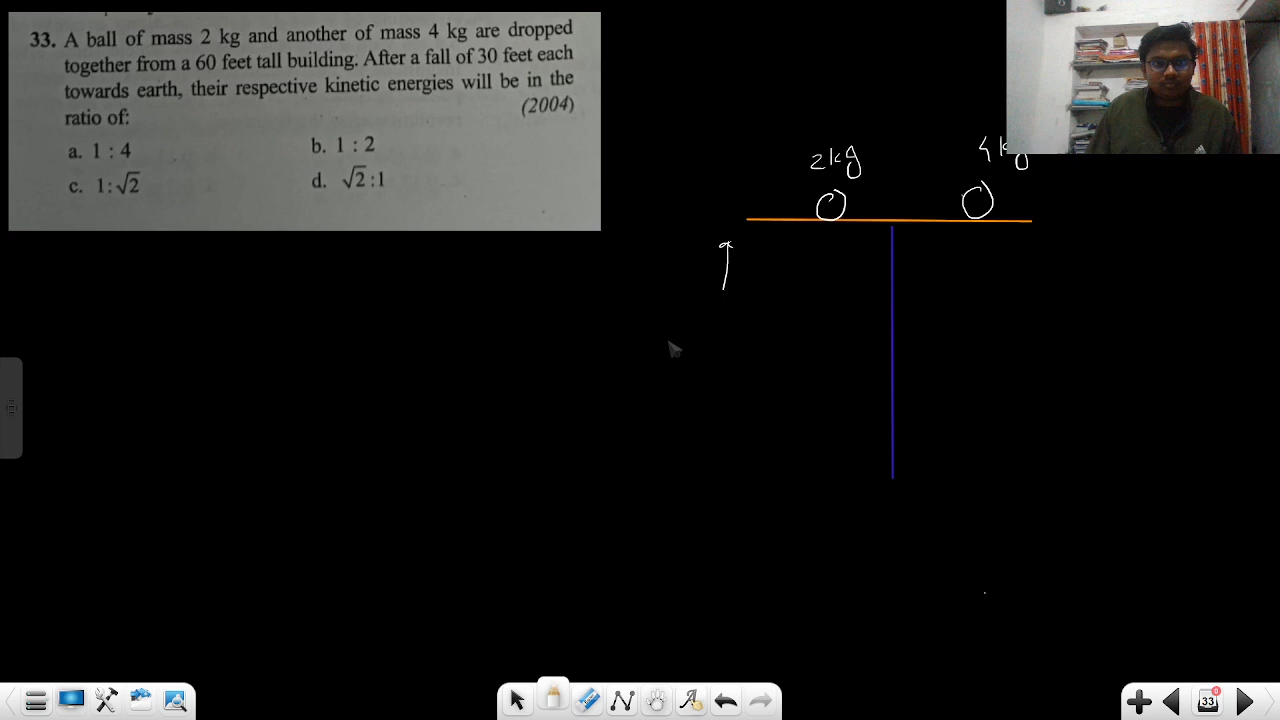 33. A ball of mass 2 kg and another of mass 4 kg are dropped
together from a 60 feet tall building. After a fall of 30 feet each
towards earth, their respective kinetic energies will be in the
ratio of: (2004)
a. 1 : 4 b. 1 : 2
c. 1:√2 d. √2:1
2kg 4kg
33